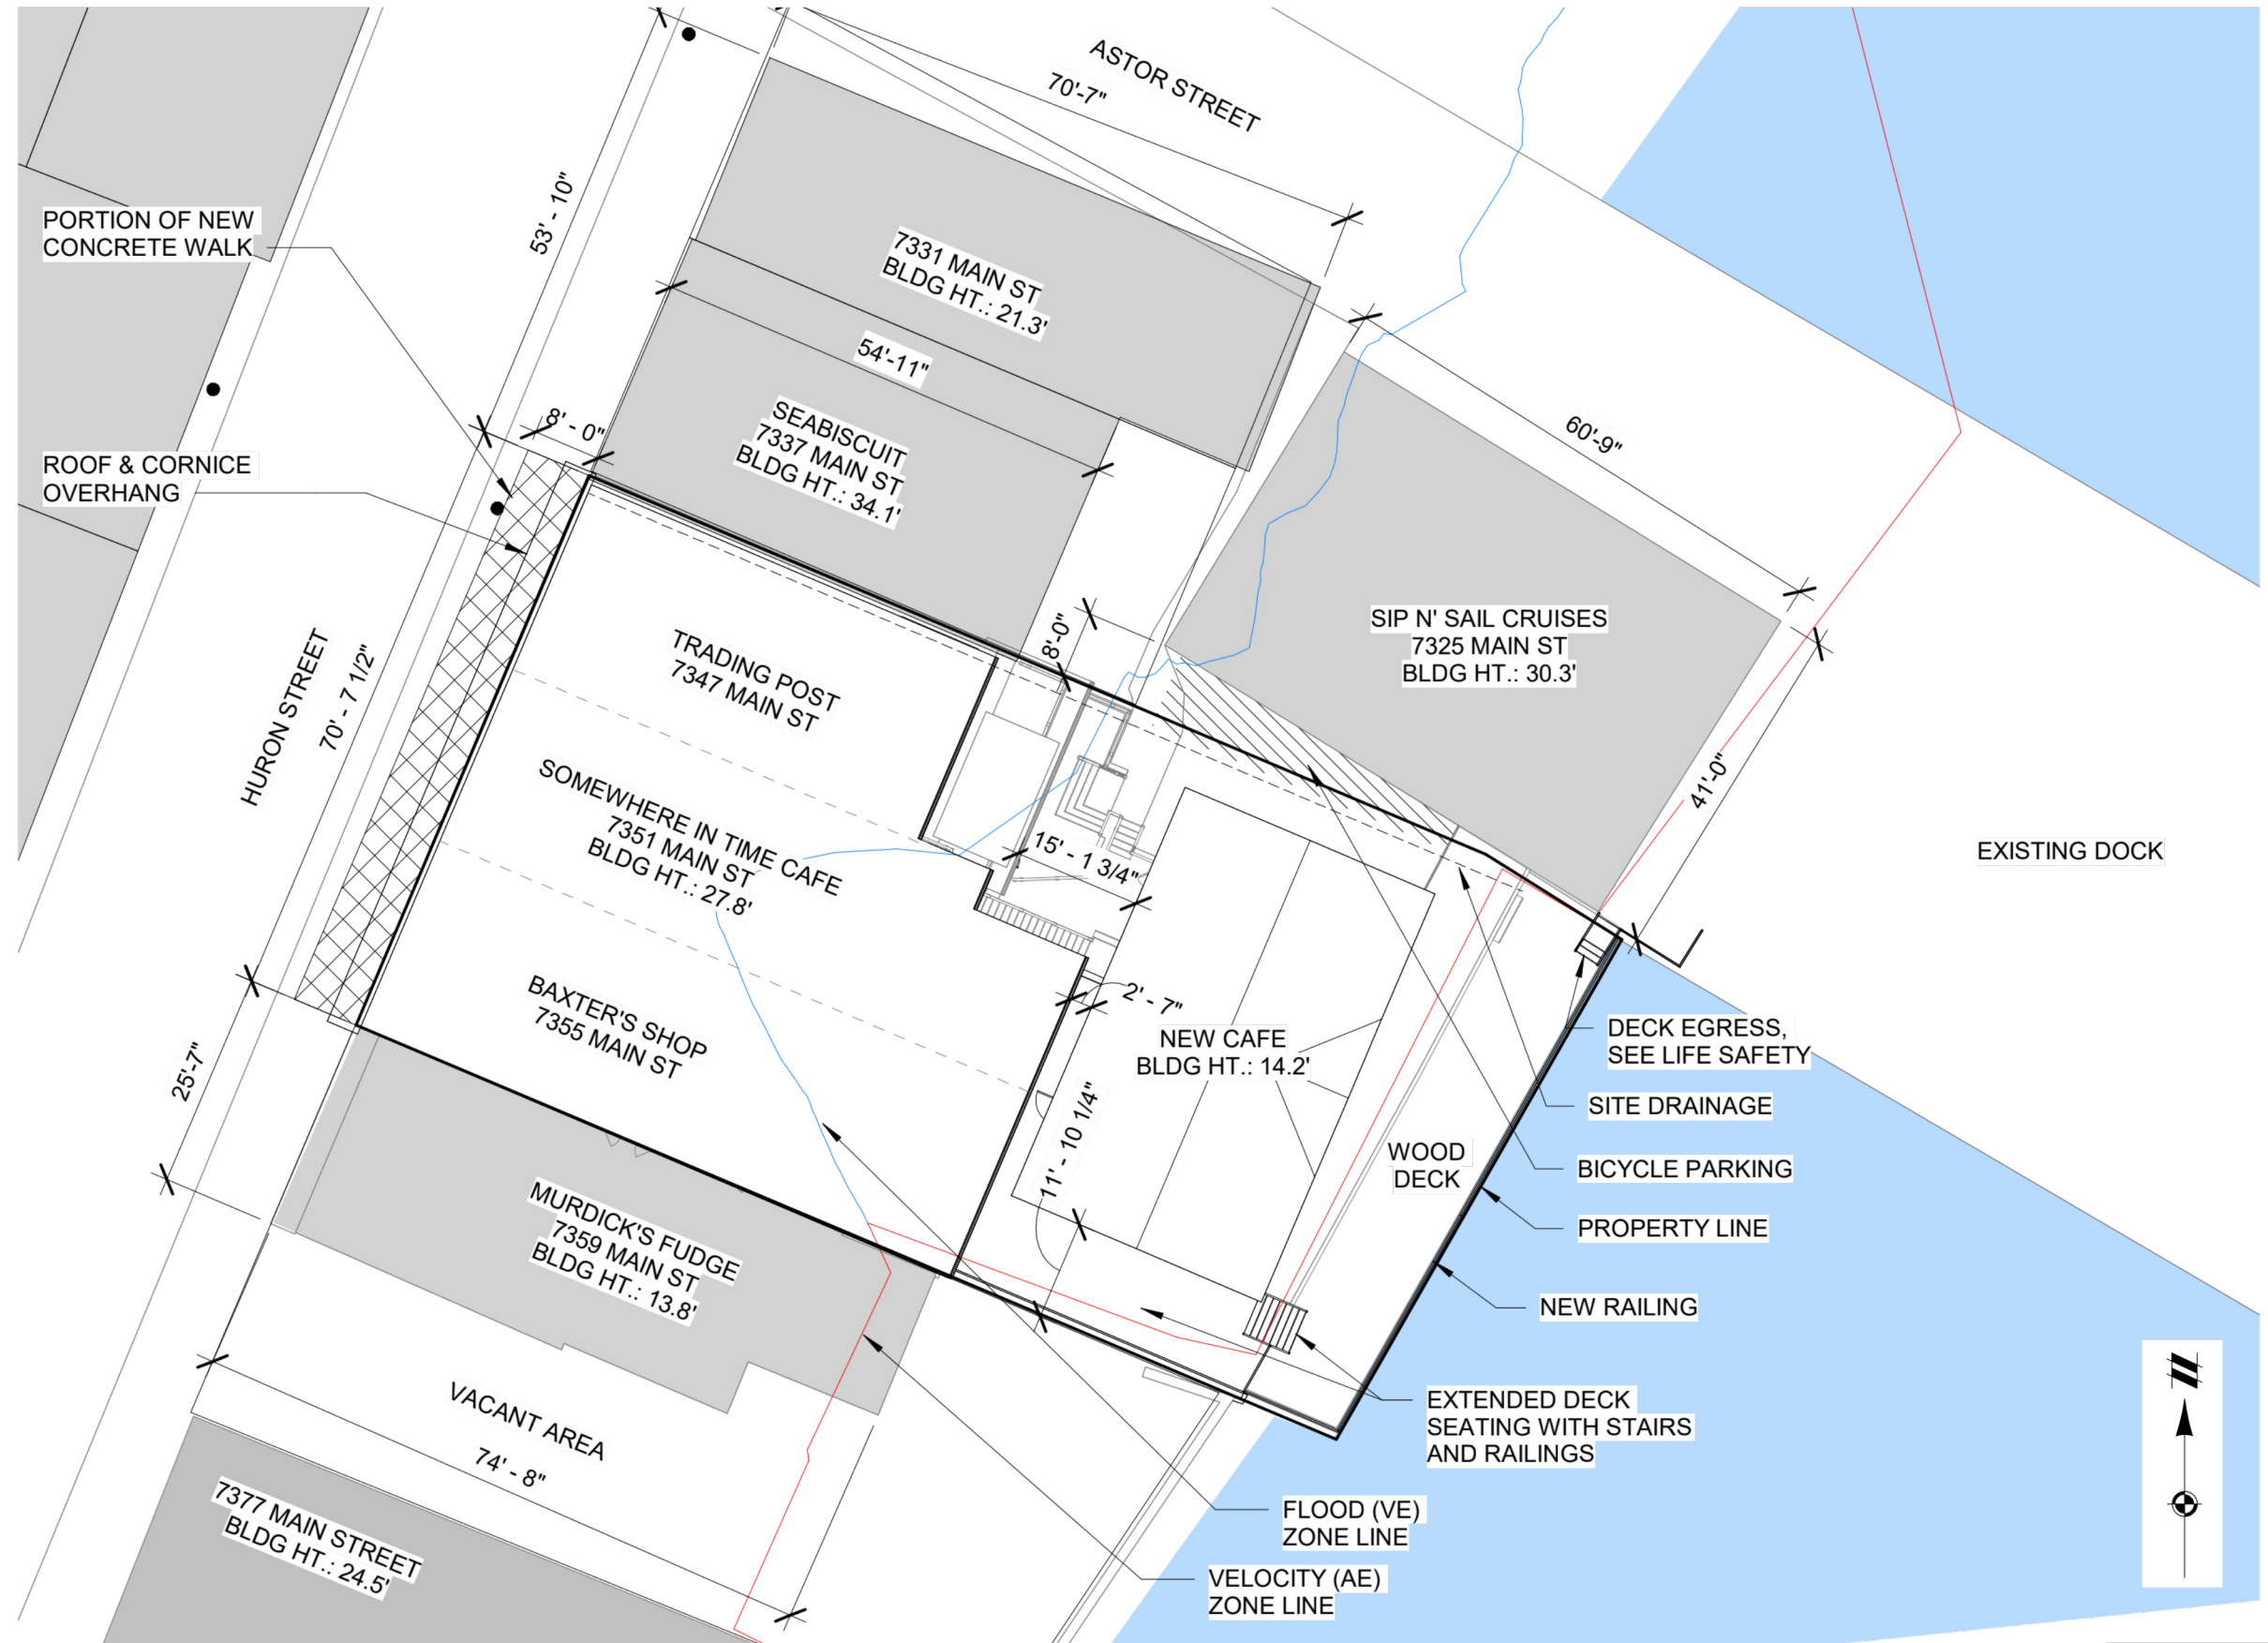 ASTOR STREET
70'-7"
53' - 10"
PORTION OF NEW
CONCRETE WALK
7331 MAIN ST
BLDG HT.: 21.3'
54'-11"
SEABISCUIT
7337 MAIN ST
BLDG HT.: 34.1'
8' - 0"
60'-9"
ROOF & CORNICE
OVERHANG
SIP N' SAIL CRUISES
7325 MAIN ST
BLDG HT.: 30.3'
8'-0"
TRADING POST
7347 MAIN ST
HURON STREET
70' - 7 1/2"
SOMEWHERE IN TIME CAFE
7351 MAIN ST
BLDG HT.: 27.8'
41'-0"
EXISTING DOCK
15' - 1 3/4"
BAXTER'S SHOP
7355 MAIN ST
2' - 7"
NEW CAFE
BLDG HT.: 14.2'
25'-7"
11' - 10 1/4"
WOOD
DECK
DECK EGRESS,
SEE LIFE SAFETY
SITE DRAINAGE
BICYCLE PARKING
PROPERTY LINE
NEW RAILING
MURDICK'S FUDGE
7359 MAIN ST
BLDG HT.: 13.8'
EXTENDED DECK
SEATING WITH STAIRS
AND RAILINGS
VACANT AREA
74' - 8"
7377 MAIN STREET
BLDG HT.: 24.5'
FLOOD (VE)
ZONE LINE
VELOCITY (AE)
ZONE LINE